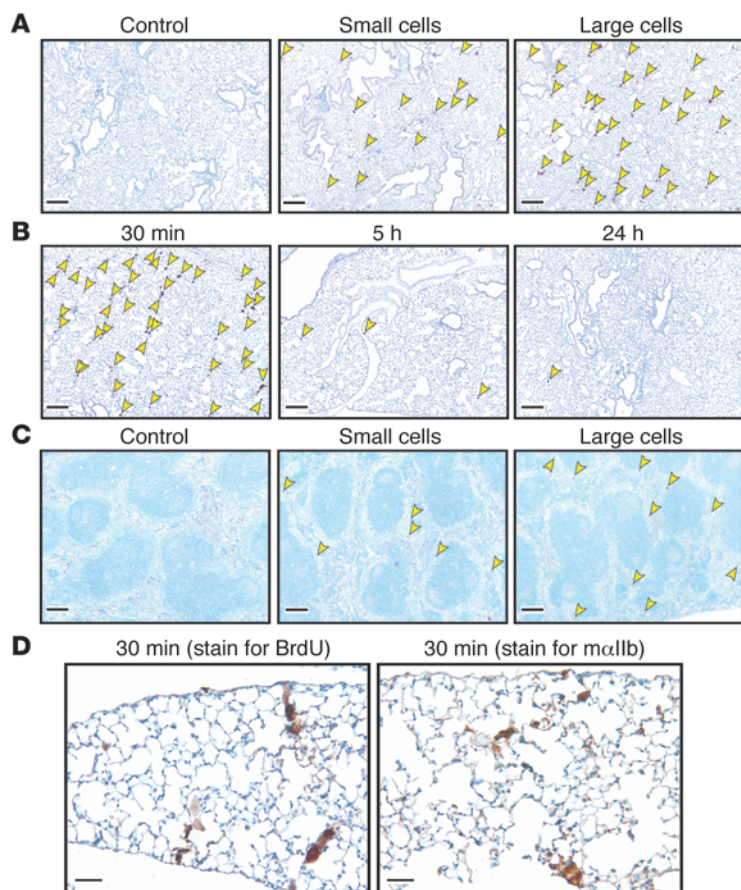 A
Control
Small cells
Large cells
B
30 min
5 h
24 h
C
Control
Small cells
Large cells
D
30 min (stain for BrdU)
30 min (stain for mαIIb)